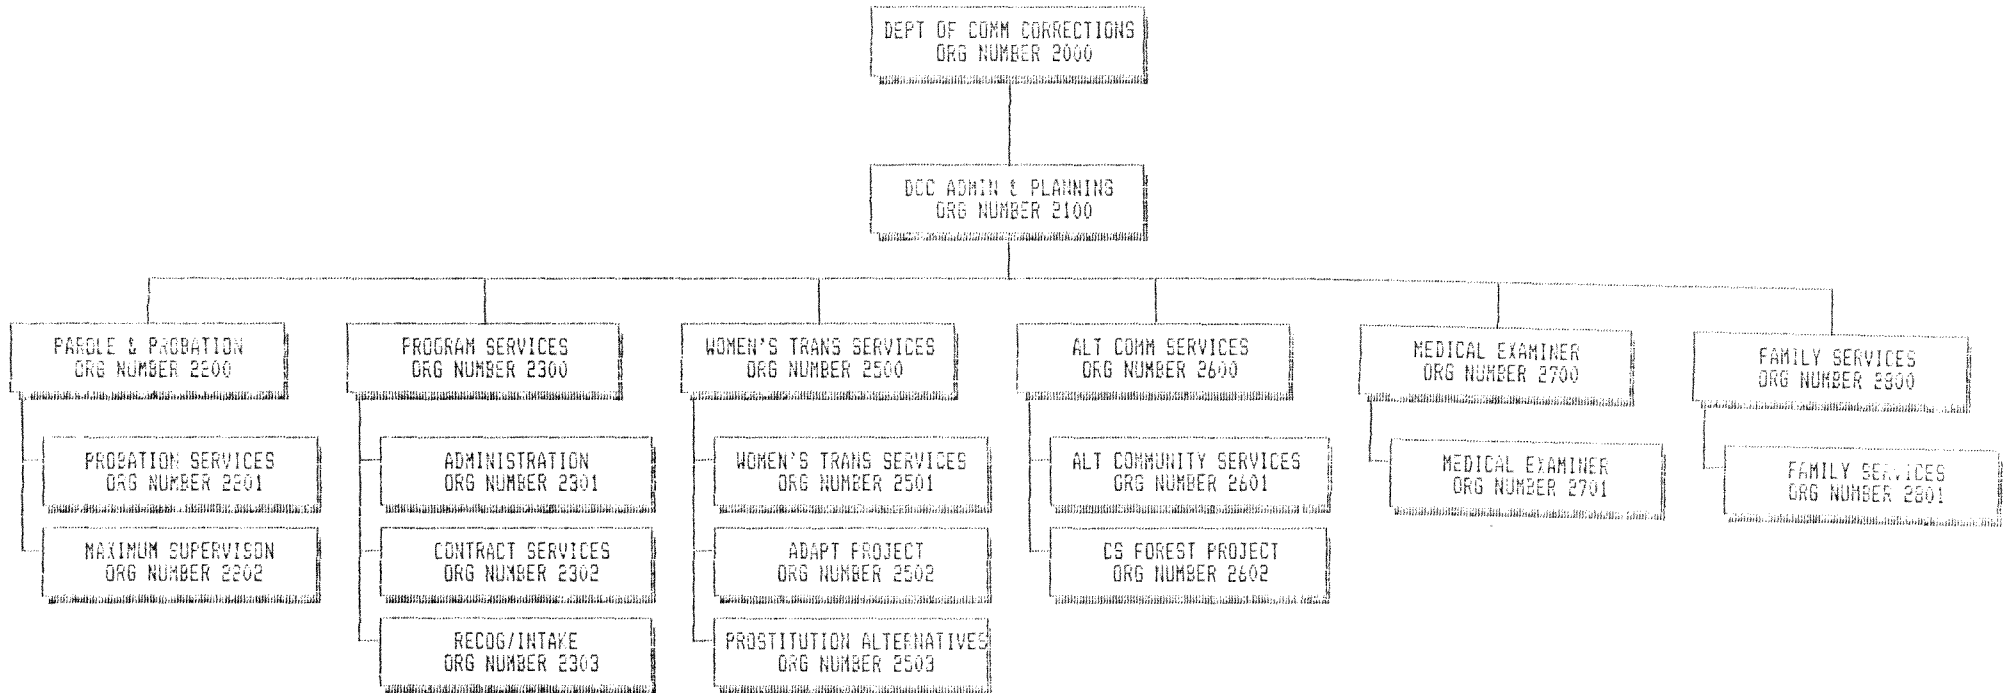 DEPT OF COMM CORRECTIONS
ORG NUMBER 2000
DCC ADMIN & PLANNING
ORG NUMBER 2100
PAROLE & PROBATION
ORG NUMBER 2200
PROGRAM SERVICES
ORG NUMBER 2300
WOMEN'S TRANS SERVICES
ORG NUMBER 2500
ALT COMM SERVICES
ORG NUMBER 2600
MEDICAL EXAMINER
ORG NUMBER 2700
FAMILY SERVICES
ORG NUMBER 2800
PROBATION SERVICES
ORG NUMBER 2201
ADMINISTRATION
ORG NUMBER 2301
WOMEN'S TRANS SERVICES
ORG NUMBER 2501
ALT COMMUNITY SERVICES
ORG NUMBER 2601
MEDICAL EXAMINER
ORG NUMBER 2701
FAMILY SERVICES
ORG NUMBER 2801
MAXIMUM SUPERVISON
ORG NUMBER 2202
CONTRACT SERVICES
ORG NUMBER 2302
ADAPT PROJECT
ORG NUMBER 2502
CS FOREST PROJECT
ORG NUMBER 2602
RECOG/INTAKE
ORG NUMBER 2303
PROSTITUTION ALTERNATIVES
ORG NUMBER 2503